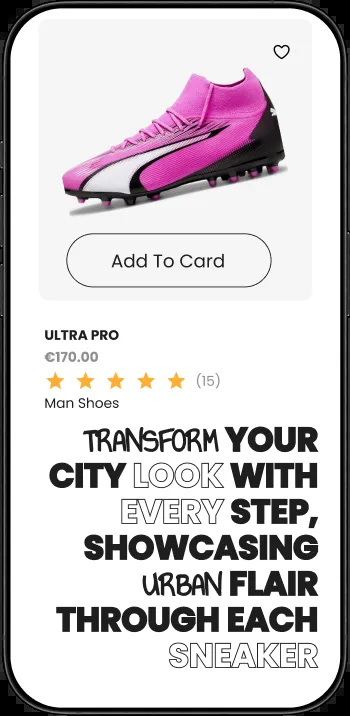 Add To Card
ULTRA PRO
€170.00
(15)
Man Shoes
TRANSFORM YOUR
CITY LOOK WITH
EVERY STEP,
SHOWCASING
URBAN FLAIR
THROUGH EACH
SNEAKER